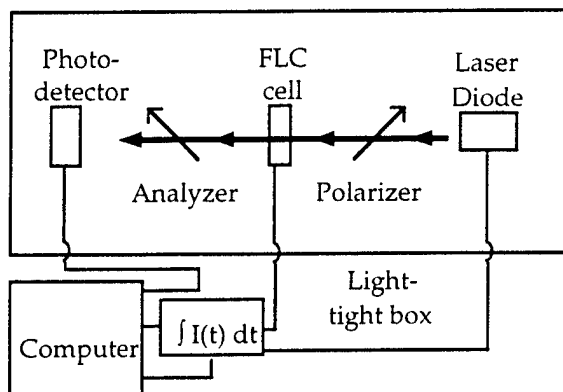 Photo-
detector
FLC
cell
Laser
Diode
Analyzer
Polarizer
Light-
tight box
∫ I(t) dt
Computer